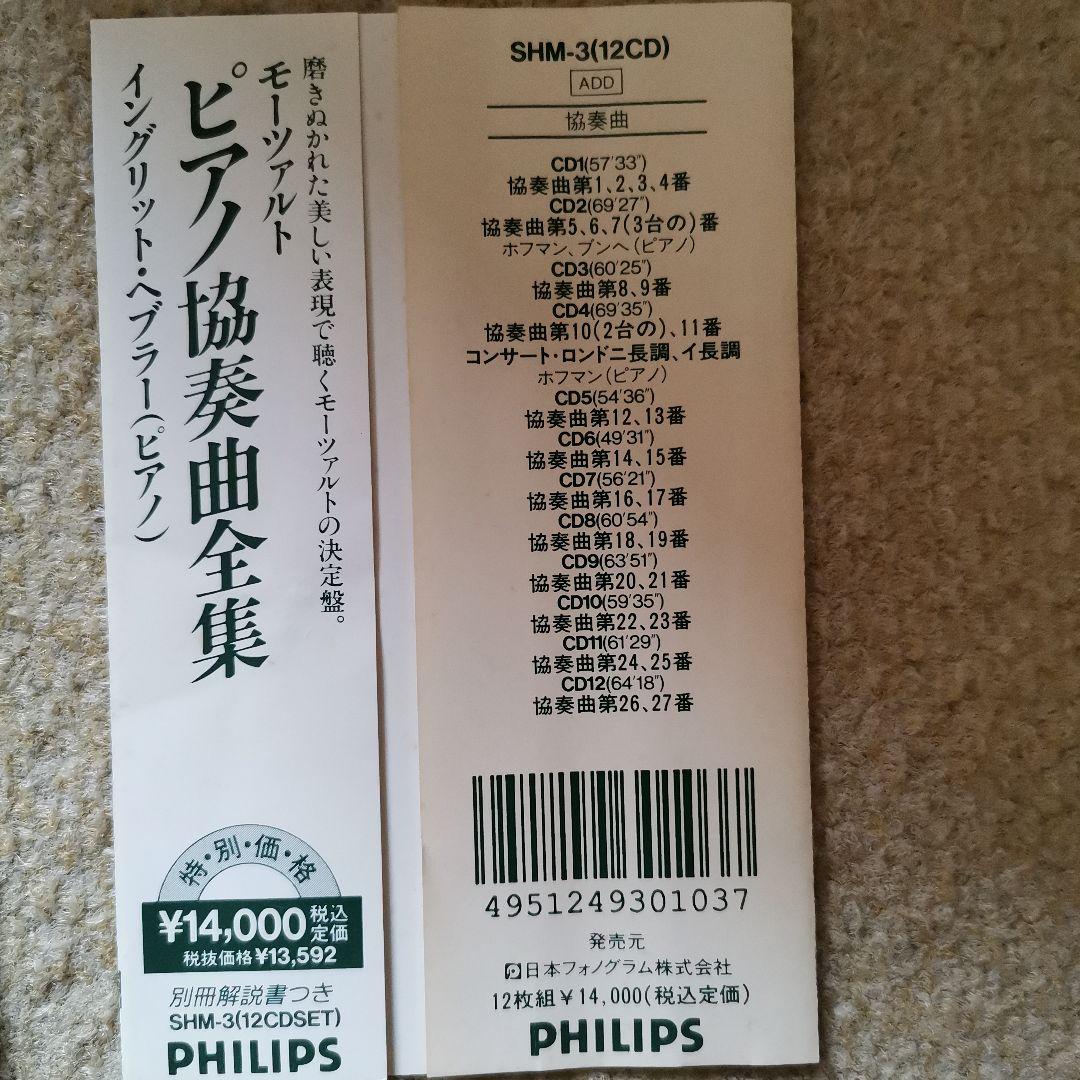 磨きぬかれた美しい表現で聴くモーツァルトの決定盤。
モーツァルト
ピアノ協奏曲全集
イングリット・ヘブラー(ピアノ)
特・別・価・格
¥14,000税込定価
税抜価格¥13,592
別冊解説書つき
SHM-3(12CDSET)
PHILIPS
SHM-3(12CD)
ADD
協奏曲
CD1(57'33")
協奏曲第1、2、3、4番
CD2(69'27")
協奏曲第5、6、7(3台の)番
ホフマン、ブンヘ(ピアノ)
CD3(60'25")
協奏曲第8、9番
CD4(69'35")
協奏曲第10(2台の)、11番
コンサート・ロンドニ長調、イ長調
ホフマン(ピアノ)
CD5(54'36")
協奏曲第12、13番
CD6(49'31")
協奏曲第14、15番
CD7(56'21")
協奏曲第16、17番
CD8(60'54")
協奏曲第18、19番
CD9(63'51")
協奏曲第20、21番
CD10(59'35")
協奏曲第22、23番
CD11(61'29")
協奏曲第24、25番
CD12(64'18")
協奏曲第26、27番
4951249301037
発売元
日本フォノグラム株式会社
12枚組¥14,000(税込定価)
PHILIPS